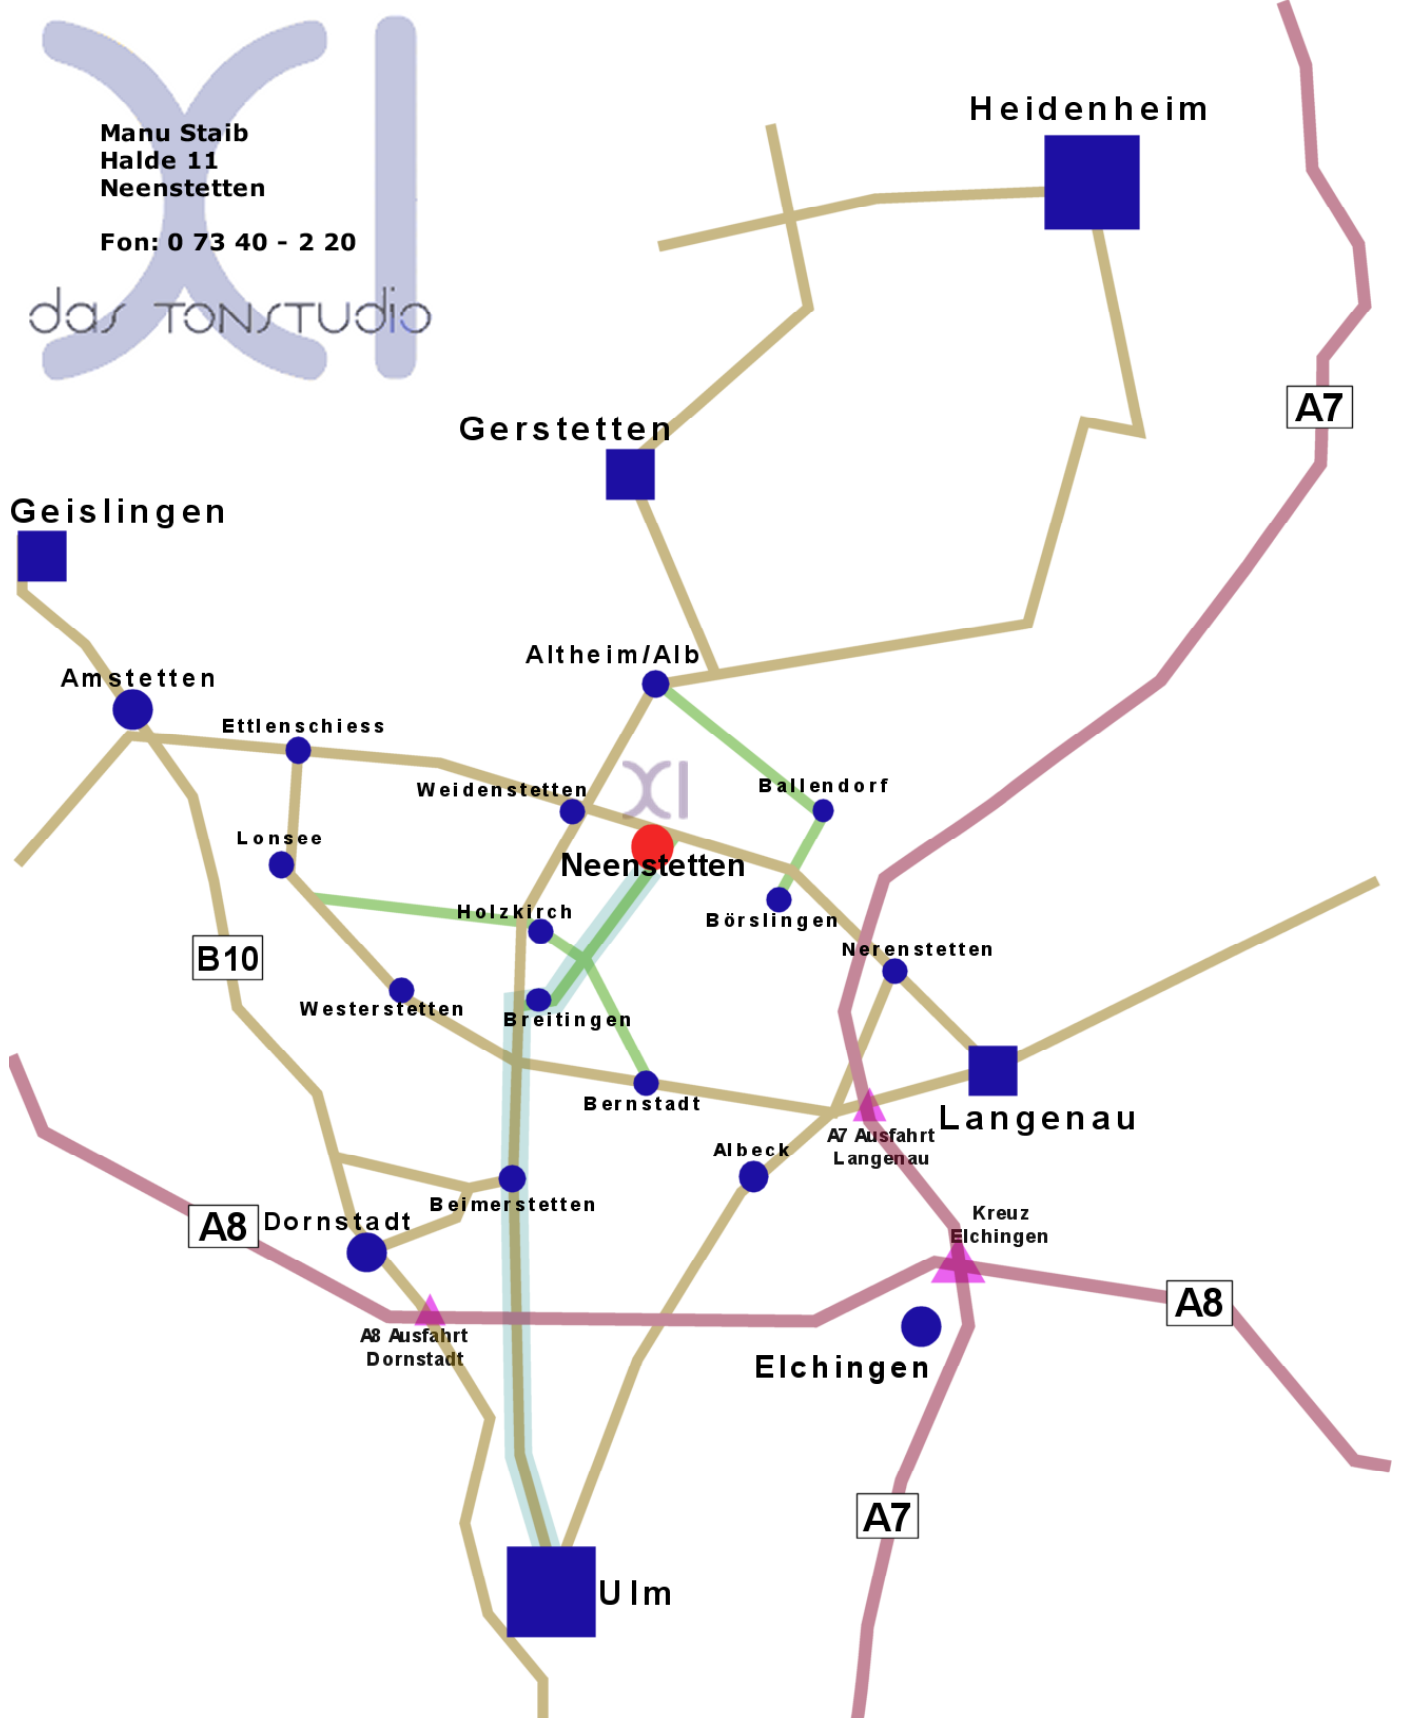 Manu Staib
Halde 11
Neenstetten
Fon: 0 73 40 - 2 20
das TONSTUdio
Heidenheim
A7
Gerstetten
Geislingen
Altheim/Alb
Amstetten
Ettlenschiess
Weidenstetten
XI
Ballendorf
Lonsee
Neenstetten
Holzkirch
Börslingen
Nerenstetten
B10
Westerstetten
Breitingen
Bernstadt
Langenau
A7 Ausfahrt
Langenau
Albeck
Beimerstetten
A8
Dornstadt
Kreuz
Elchingen
A8
A8 Ausfahrt
Dornstadt
Elchingen
A7
Ulm